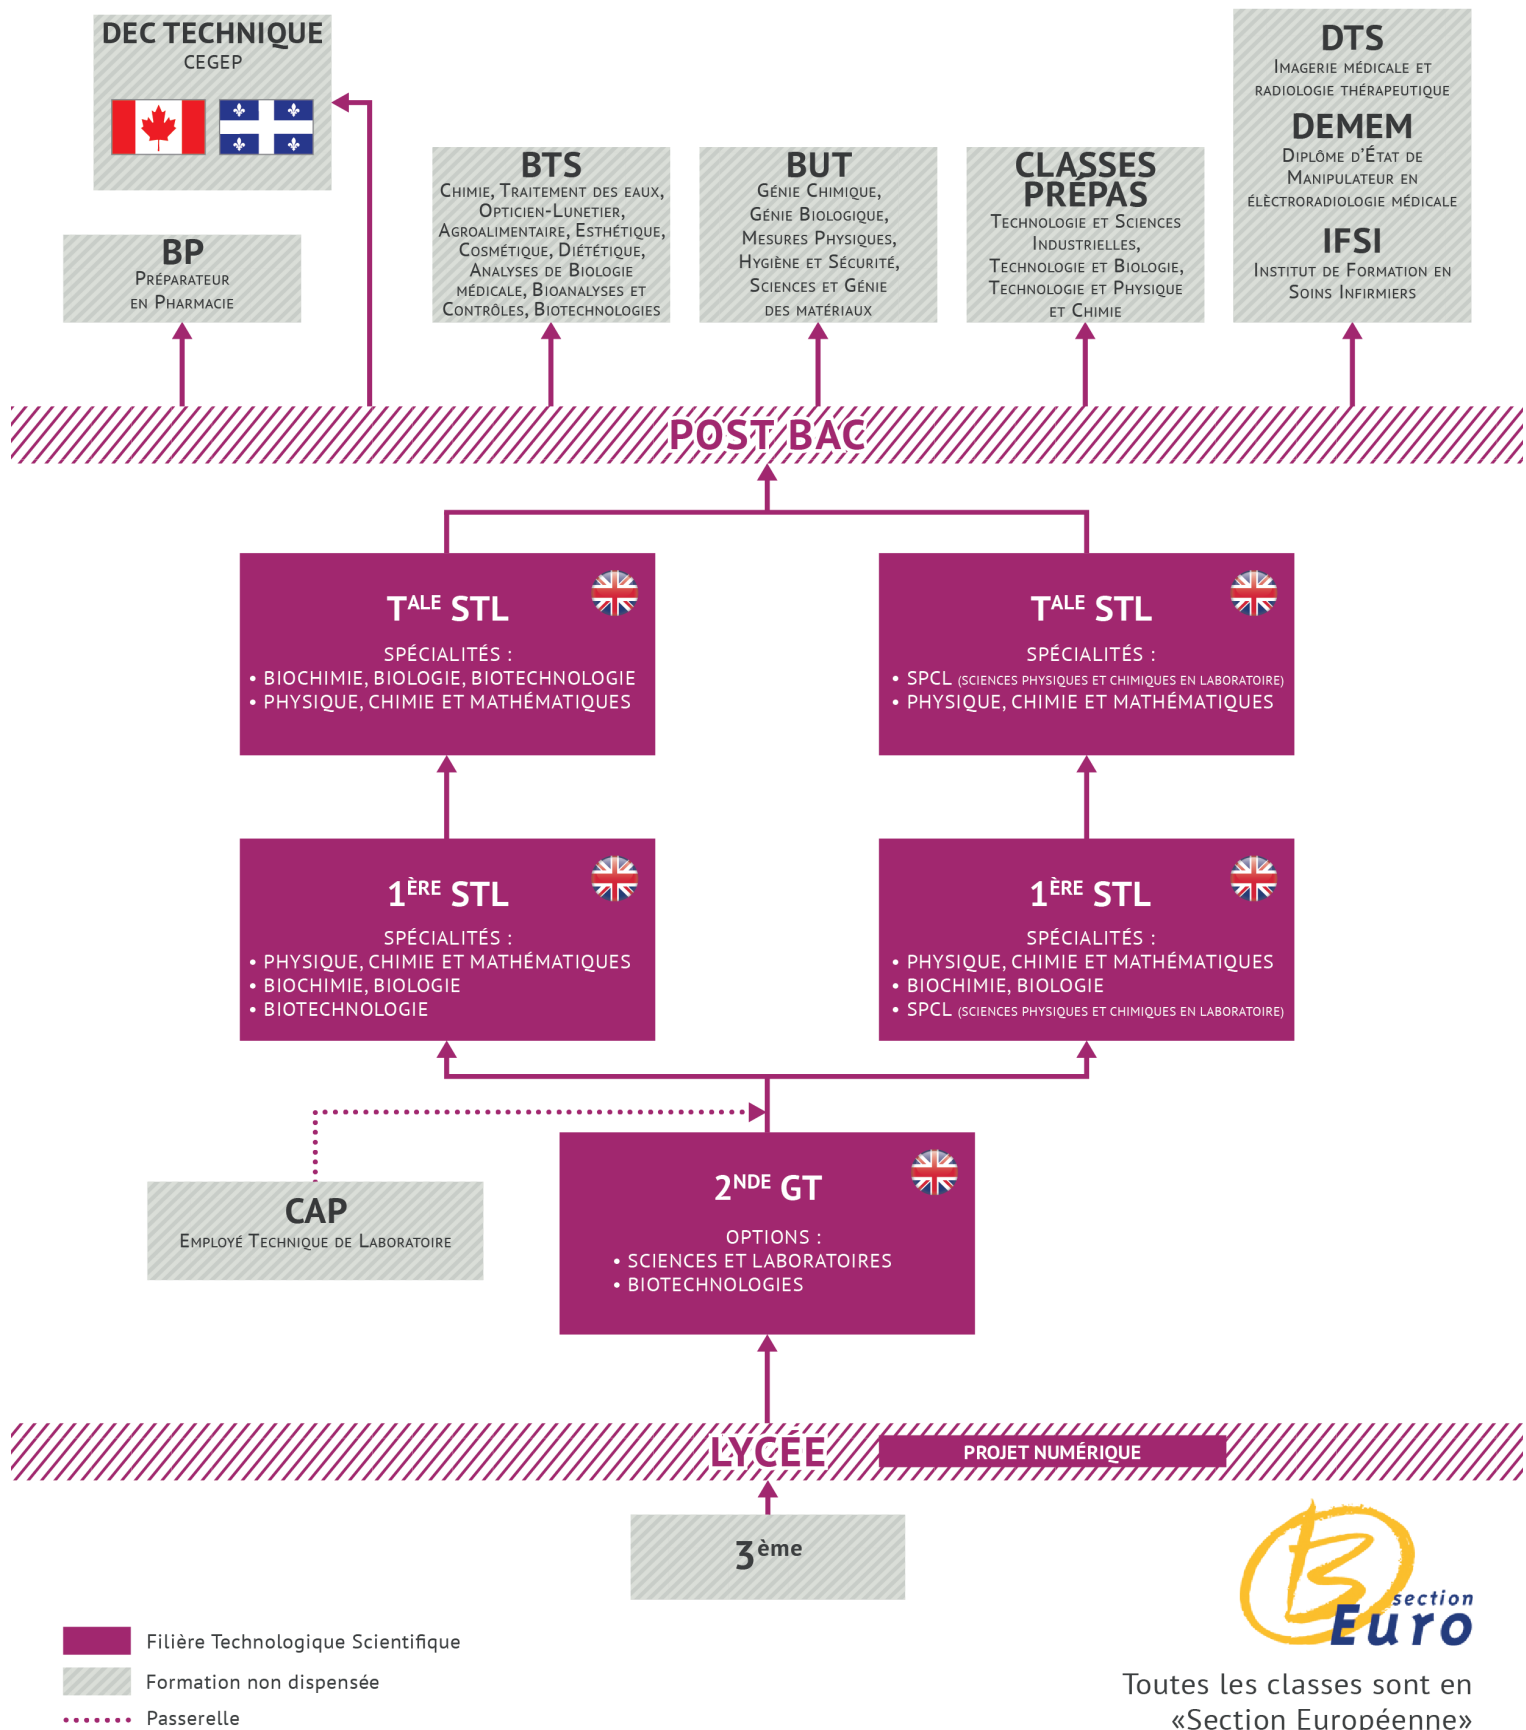 DEC TECHNIQUE
CEGEP
BP
Préparateur
en Pharmacie
BTS
Chimie, Traitement des eaux,
Opticien-Lunetier,
Agroalimentaire, Esthétique,
Cosmétique, Diététique,
Analyses de Biologie
médicale, Bioanalyses et
Contrôles, Biotechnologies
BUT
Génie Chimique,
Génie Biologique,
Mesures Physiques,
Hygiène et Sécurité,
Sciences et Génie
des matériaux
CLASSES
PRÉPAS
Technologie et Sciences
Industrielles,
Technologie et Biologie,
Technologie et Physique
et Chimie
DTS
Imagerie médicale et
radiologie thérapeutique
DEMEM
Diplôme d'État de
Manipulateur en
élèctroradiologie médicale
IFSI
Institut de Formation en
Soins Infirmiers
POST BAC
TALE STL
SPÉCIALITÉS :
• BIOCHIMIE, BIOLOGIE, BIOTECHNOLOGIE
• PHYSIQUE, CHIMIE ET MATHÉMATIQUES
TALE STL
SPÉCIALITÉS :
• SPCL (SCIENCES PHYSIQUES ET CHIMIQUES EN LABORATOIRE)
• PHYSIQUE, CHIMIE ET MATHÉMATIQUES
1ÈRE STL
SPÉCIALITÉS :
• PHYSIQUE, CHIMIE ET MATHÉMATIQUES
• BIOCHIMIE, BIOLOGIE
• BIOTECHNOLOGIE
1ÈRE STL
SPÉCIALITÉS :
• PHYSIQUE, CHIMIE ET MATHÉMATIQUES
• BIOCHIMIE, BIOLOGIE
• SPCL (SCIENCES PHYSIQUES ET CHIMIQUES EN LABORATOIRE)
CAP
Employé Technique de Laboratoire
2NDE GT
OPTIONS :
• SCIENCES ET LABORATOIRES
• BIOTECHNOLOGIES
LYCÉE
PROJET NUMÉRIQUE
3ème
section
Euro
Filière Technologique Scientifique
Formation non dispensée
Passerelle
Toutes les classes sont en
«Section Européenne»